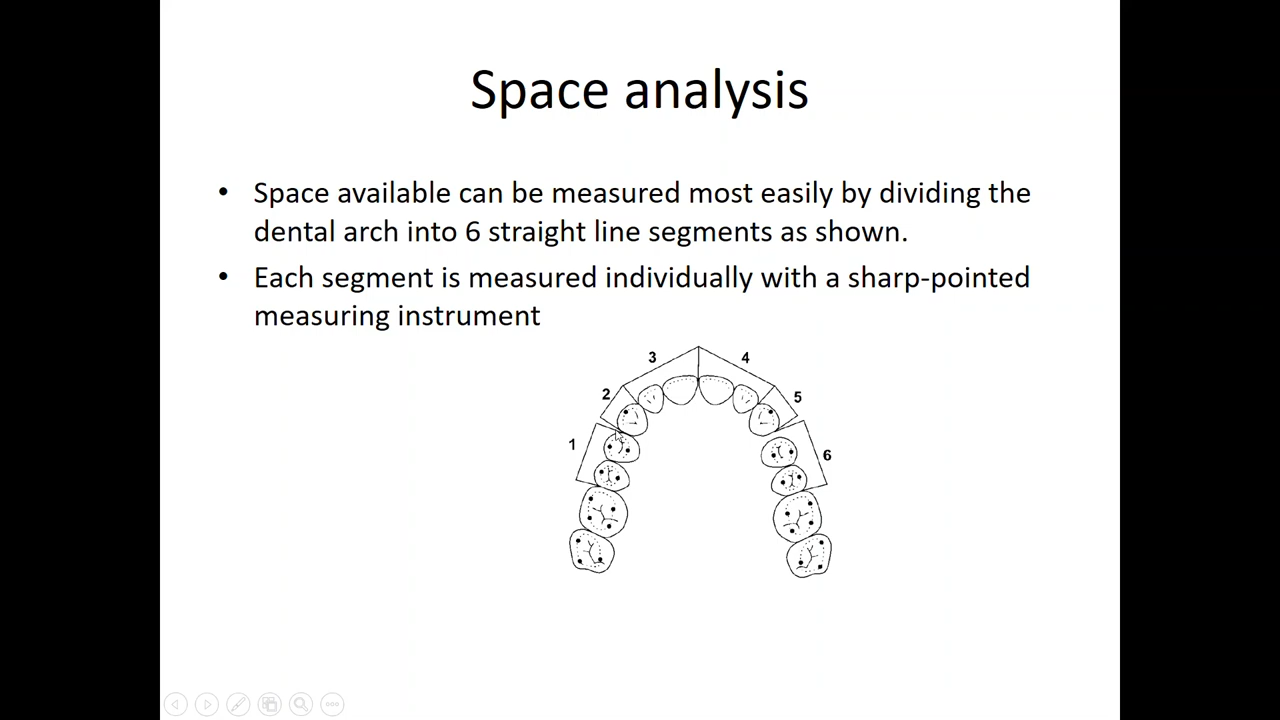 Space analysis
• Space available can be measured most easily by dividing the
dental arch into 6 straight line segments as shown.
• Each segment is measured individually with a sharp-pointed
measuring instrument
3 4
2 5
1 6